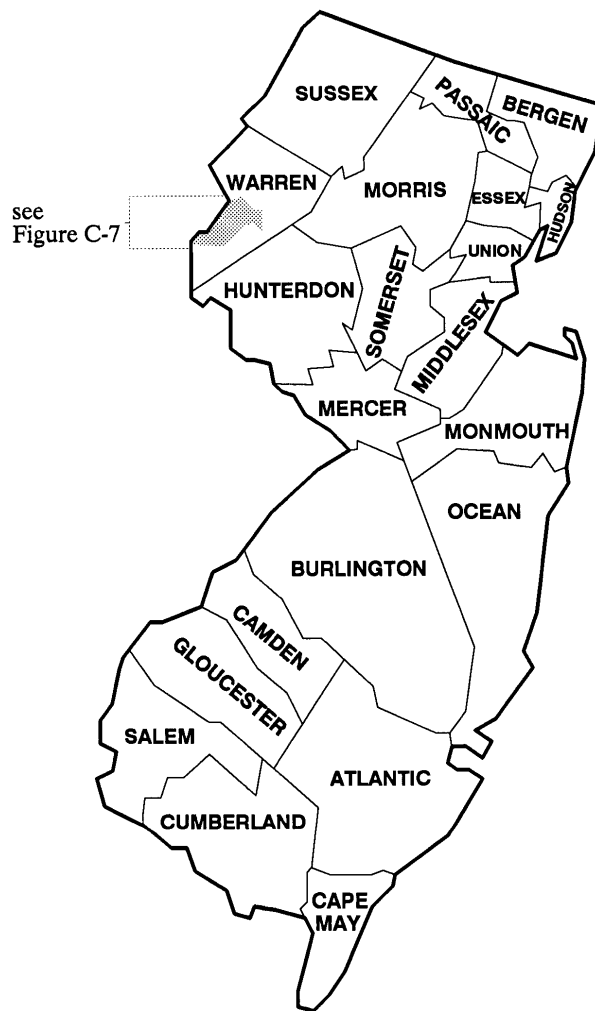 SUSSEX
PASSAIC
BERGEN
WARREN
MORRIS
ESSEX
HUDSON
see
Figure C-7
UNION
HUNTERDON
SOMERSET
MIDDLESEX
MERCER
MONMOUTH
OCEAN
BURLINGTON
CAMDEN
GLOUCESTER
SALEM
ATLANTIC
CUMBERLAND
CAPE
MAY